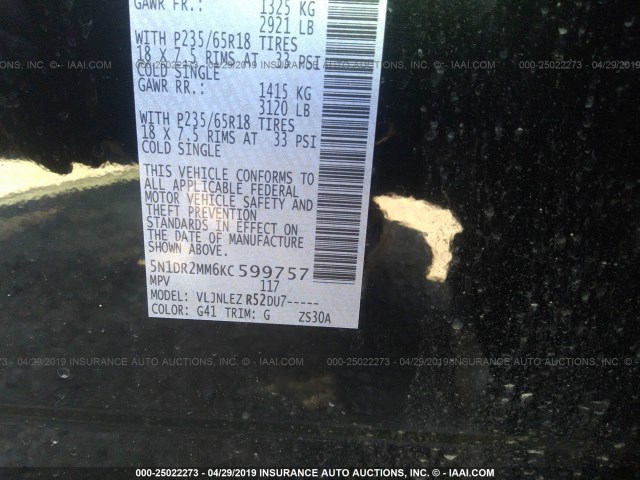 GAWR FR.: 1325 KG
2921 LB
WITH P235/65R18 TIRES
18 X 7.5 RIMS AT 35 PSI
COLD SINGLE
GAWR RR.: 1415 KG
3120 LB
WITH P235/65R18 TIRES
18 X 7.5 RIMS AT 33 PSI
COLD SINGLE
THIS VEHICLE CONFORMS TO
ALL APPLICABLE FEDERAL
MOTOR VEHICLE SAFETY AND
THEFT PREVENTION
STANDARDS IN EFFECT ON
THE DATE OF MANUFACTURE
SHOWN ABOVE.
5N1DR2MM6KC599757
MPV 117
MODEL: VLJNLEZ R52DU7-----
COLOR: G41 TRIM: G ZS30A
000-25022273 - 04/29/2019 INSURANCE AUTO AUCTIONS, INC. - © IAAI.COM